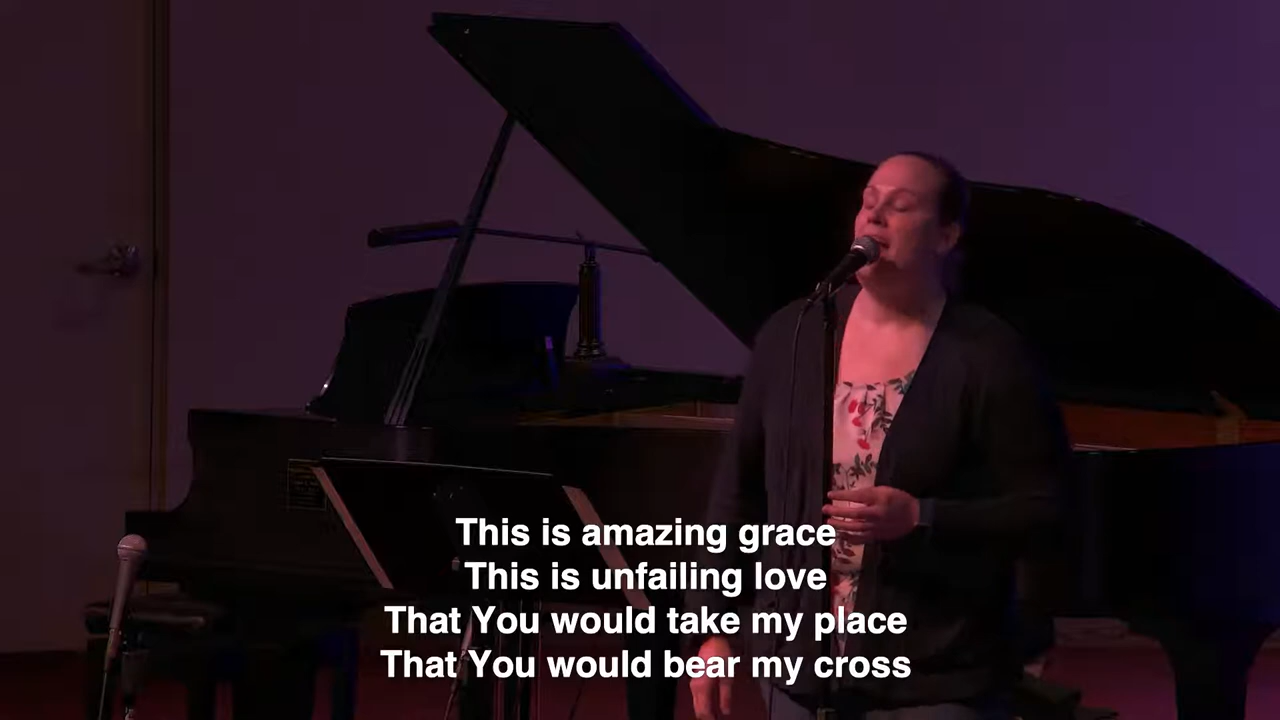 This is amazing grace
This is unfailing love
That You would take my place
That You would bear my cross